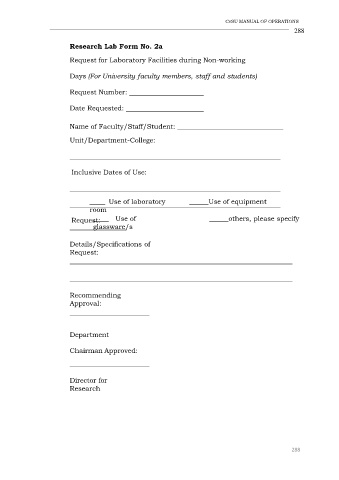 CvSU MANUAL OF OPERATIONS
288
Research Lab Form No. 2a
Request for Laboratory Facilities during Non-working
Days (For University faculty members, staff and students)
Request Number: ____________________
Date Requested: ____________________
Name of Faculty/Staff/Student: ____________________
Unit/Department-College:
Inclusive Dates of Use:
____ Use of laboratory _____Use of equipment
room
Request: ____ Use of _____others, please specify
glassware/s
Details/Specifications of
Request:
Recommending
Approval:
Department
Chairman Approved:
Director for
Research
288